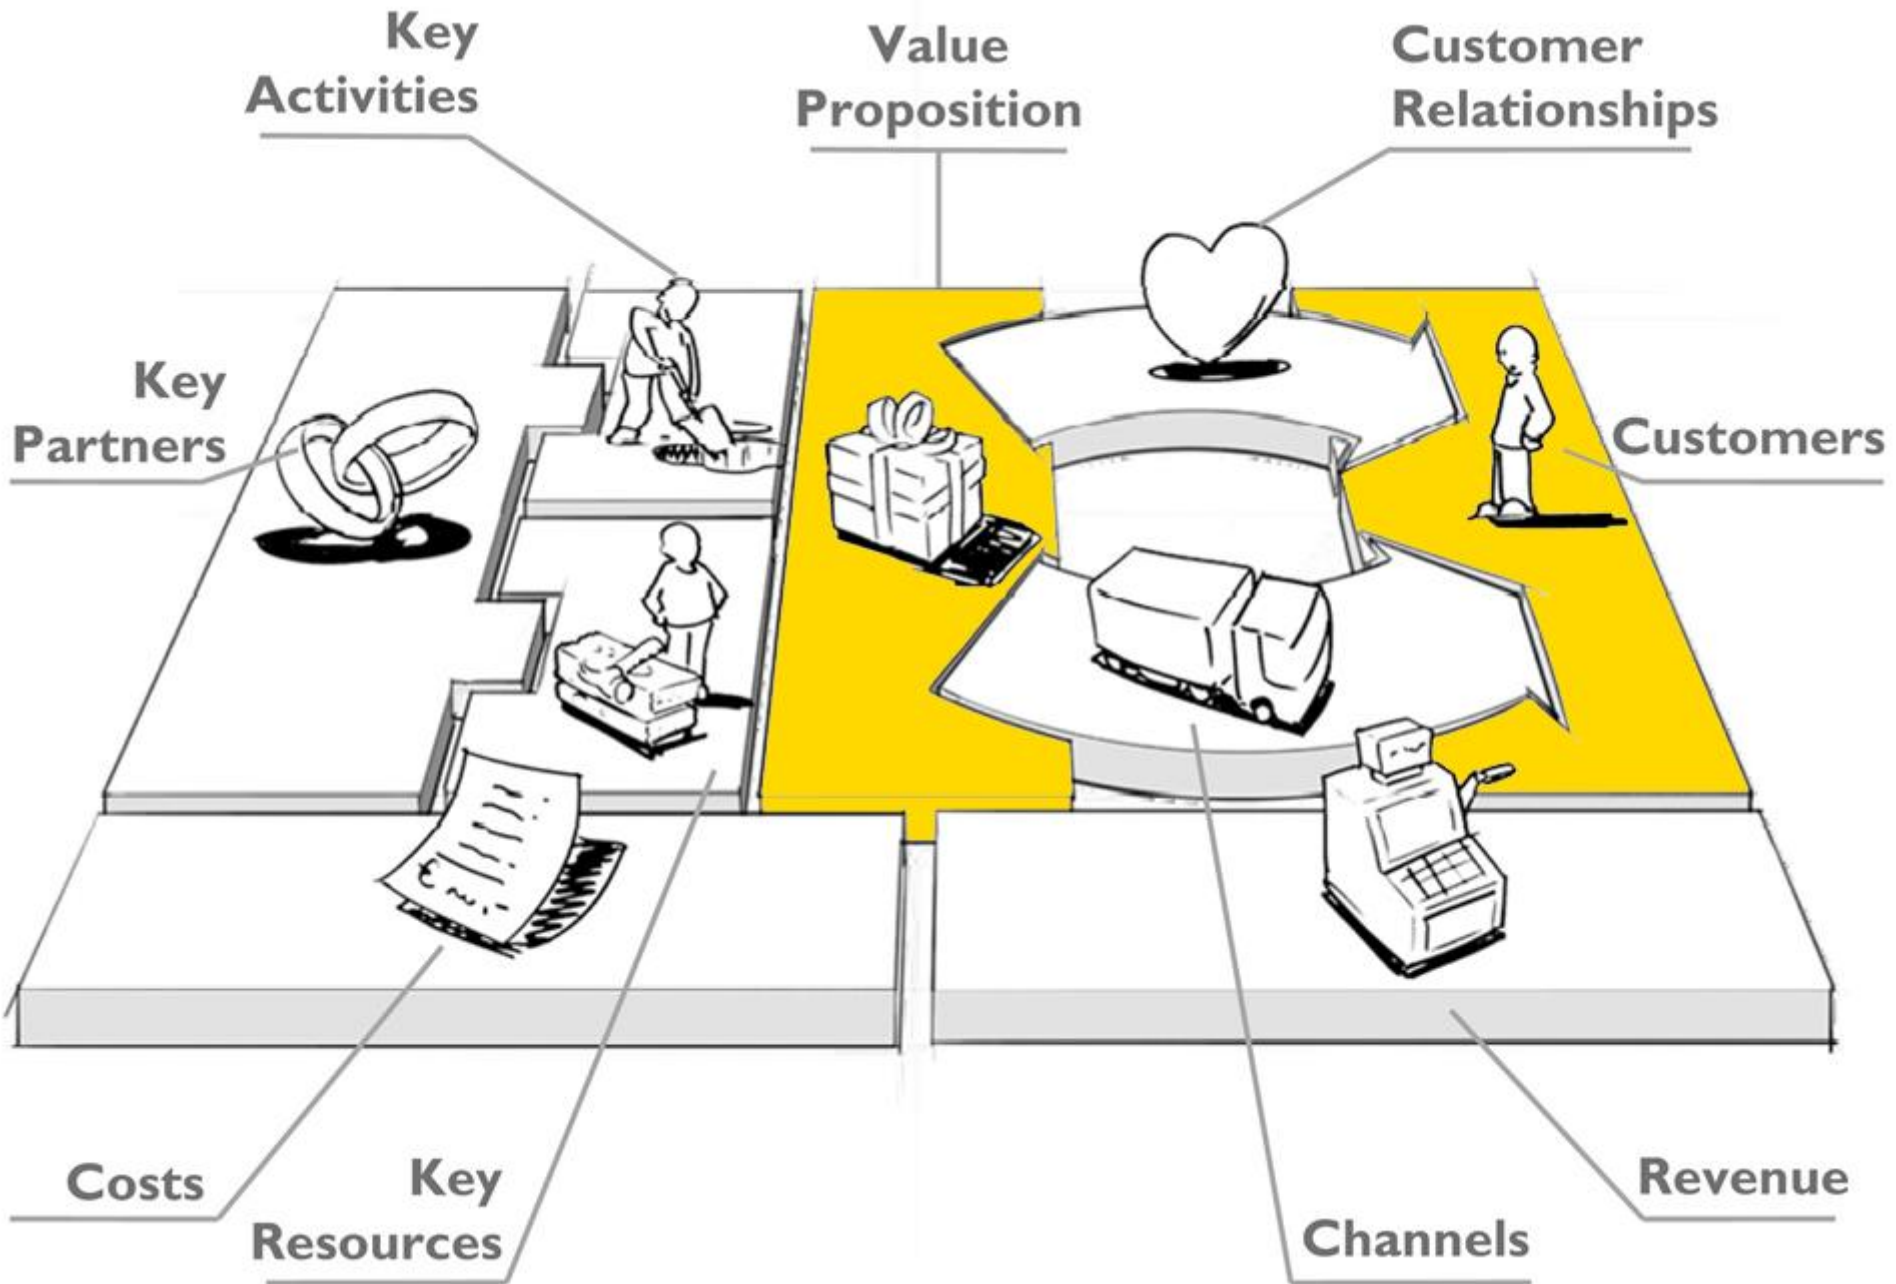 Key
Activities
Value
Proposition
Customer
Relationships
Key
Partners
Customers
Costs
Key
Resources
Channels
Revenue